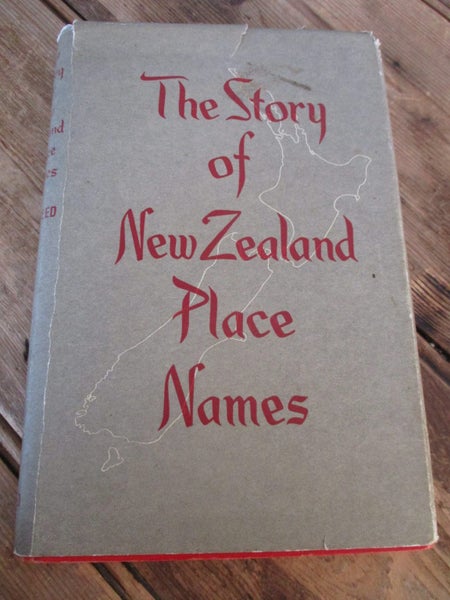 The Story
of
New Zealand
Place
Names